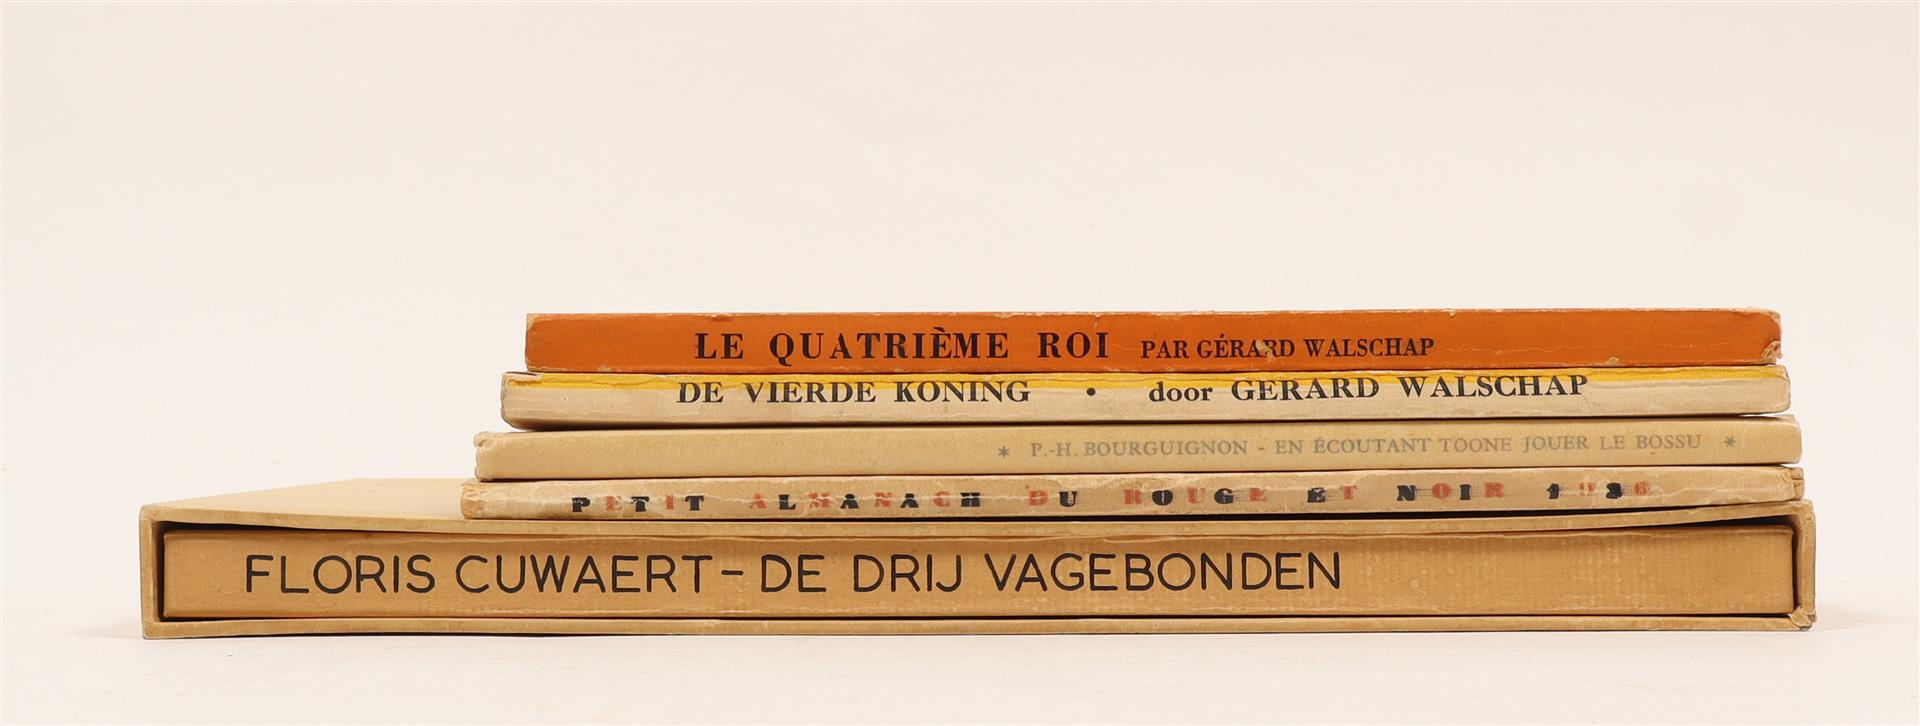 LE QUATRIÈME ROI PAR GÉRARD WALSCHAP
DE VIERDE KONING • door GERARD WALSCHAP
* P.-H. BOURGUIGNON - EN ÉCOUTANT TOONE JOUER LE BOSSU *
PETIT ALMANACH DU ROUGE ET NOIR 1936
FLORIS CUWAERT - DE DRIJ VAGEBONDEN